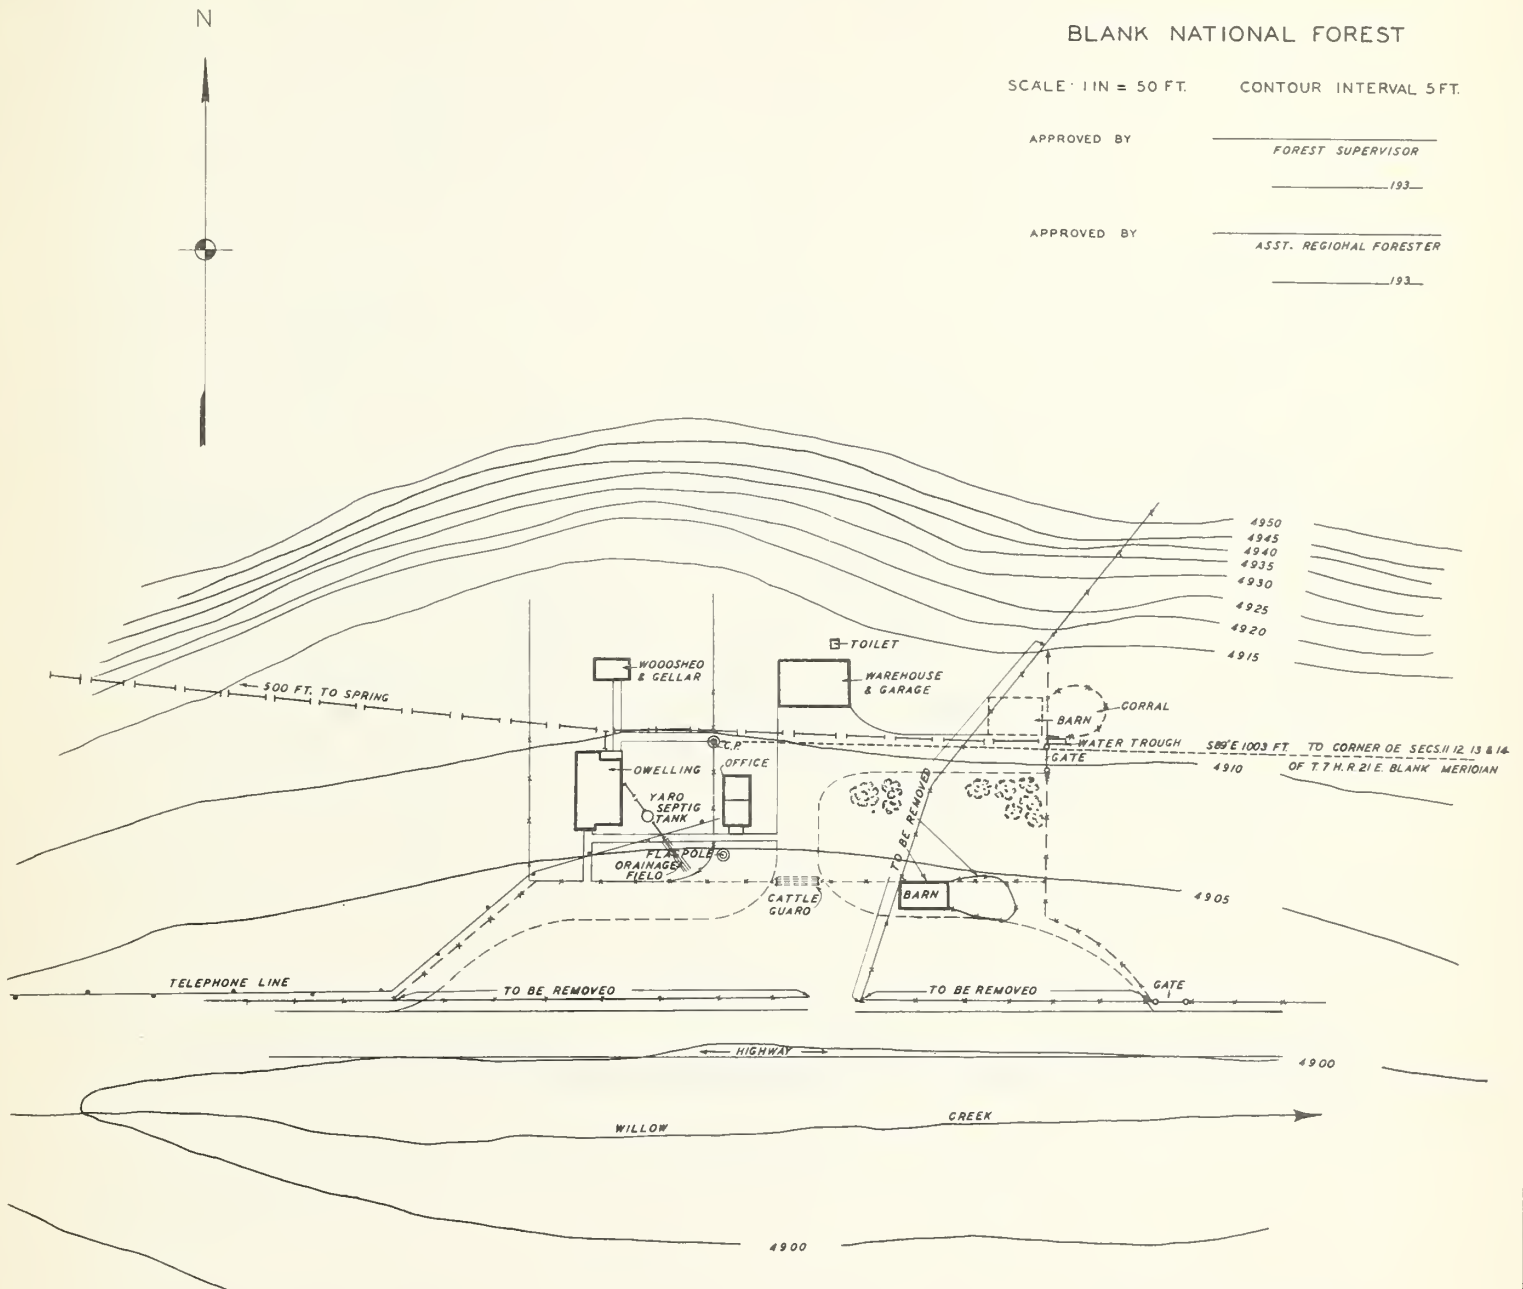 N
BLANK NATIONAL FOREST
SCALE· 1 IN = 50 FT. CONTOUR INTERVAL 5 FT.
APPROVED BY
FOREST SUPERVISOR
193
APPROVED BY
ASST. REGIONAL FORESTER
193
4950
4945
4940
4935
4930
4925
4920
4915
TOILET
WOODSHED
& CELLAR
WAREHOUSE
& GARAGE
500 FT. TO SPRING
CORRAL
BARN
C.P.
WATER TROUGH
S89°E 1003 FT TO CORNER OF SECS. 11 12 13 & 14
GATE
4910
OF T. 7 H. R. 21 E. BLANK MERIDIAN
DWELLING
OFFICE
YARD
SEPTIC
TANK
TO BE REMOVED
FLAGPOLE
DRAINAGE
FIELD
CATTLE
GUARD
BARN
4905
TELEPHONE LINE
TO BE REMOVED
TO BE REMOVED
GATE
HIGHWAY
4900
WILLOW CREEK
4900